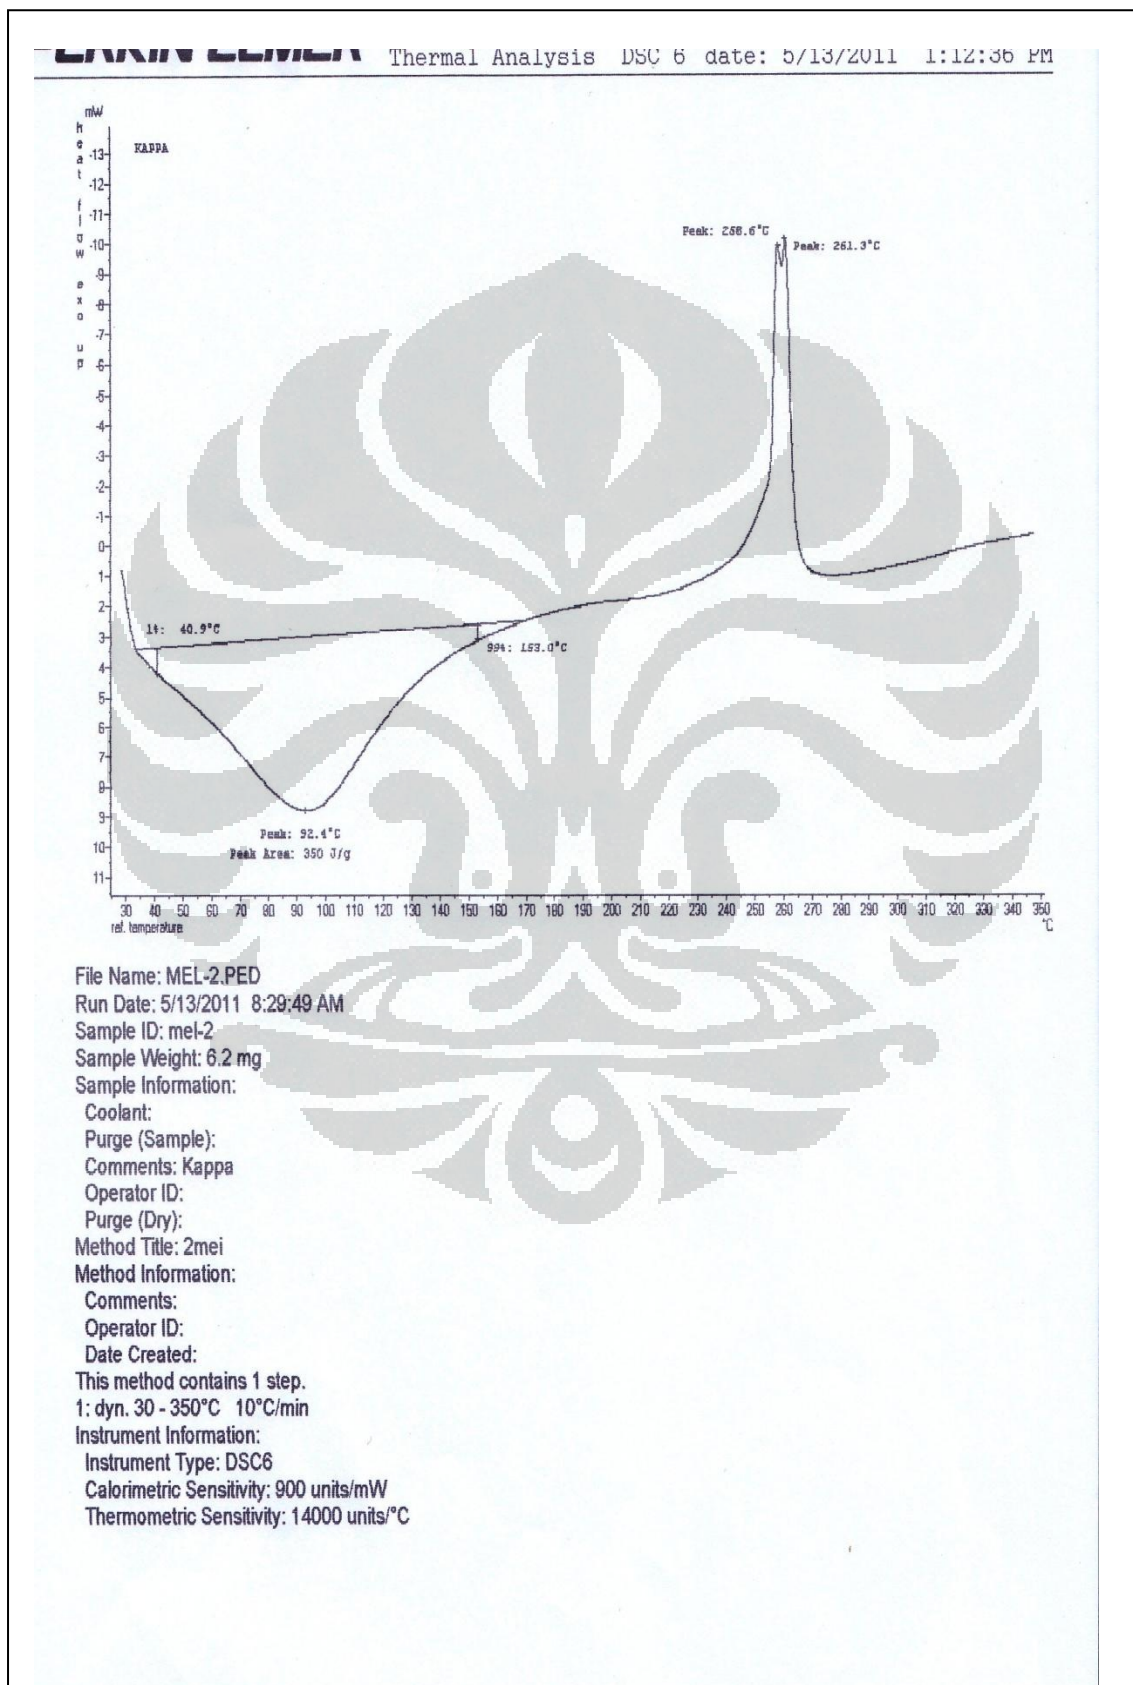 PERKIN ELMER Thermal Analysis DSC 6 date: 5/13/2011 1:12:36 PM
mW
heat flow exo up
KAPPA
-13
-12
-11
-10
-9
-8
-7
-6
-5
-4
-3
-2
-1
0
1
2
3
4
5
6
7
8
9
10
11
Peak: 258.6°C
Peak: 261.3°C
1%: 40.9°C
99%: 153.0°C
Peak: 92.4°C
Peak Area: 350 J/g
30 40 50 60 70 80 90 100 110 120 130 140 150 160 170 180 190 200 210 220 230 240 250 260 270 280 290 300 310 320 330 340 350
ref. temperature °C
File Name: MEL-2.PED
Run Date: 5/13/2011 8:29:49 AM
Sample ID: mel-2
Sample Weight: 6.2 mg
Sample Information:
Coolant:
Purge (Sample):
Comments: Kappa
Operator ID:
Purge (Dry):
Method Title: 2mei
Method Information:
Comments:
Operator ID:
Date Created:
This method contains 1 step.
1: dyn. 30 - 350°C 10°C/min
Instrument Information:
Instrument Type: DSC6
Calorimetric Sensitivity: 900 units/mW
Thermometric Sensitivity: 14000 units/°C